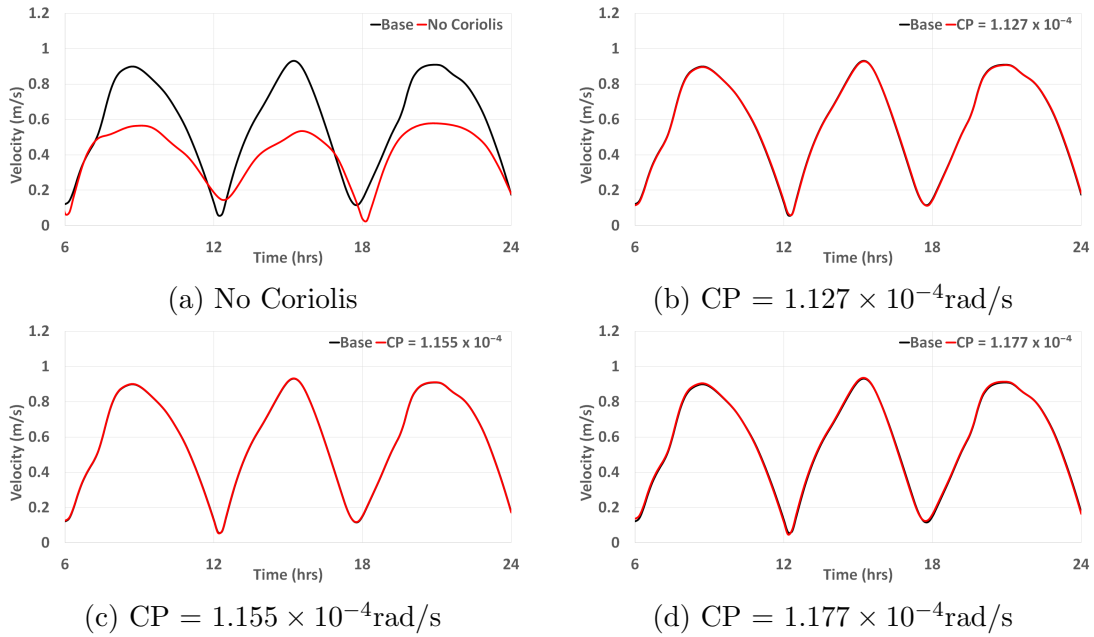 1.2
Base No Coriolis
1
0.8
0.6
0.4
0.2
0
Velocity (m/s)
6 12 18 24
Time (hrs)
(a) No Coriolis
1.2
Base CP = 1.127 x 10⁻⁴
1
0.8
0.6
0.4
0.2
0
Velocity (m/s)
6 12 18 24
Time (hrs)
(b) CP = 1.127 × 10⁻⁴rad/s
1.2
Base CP = 1.155 x 10⁻⁴
1
0.8
0.6
0.4
0.2
0
Velocity (m/s)
6 12 18 24
Time (hrs)
(c) CP = 1.155 × 10⁻⁴rad/s
1.2
Base CP = 1.177 x 10⁻⁴
1
0.8
0.6
0.4
0.2
0
Velocity (m/s)
6 12 18 24
Time (hrs)
(d) CP = 1.177 × 10⁻⁴rad/s